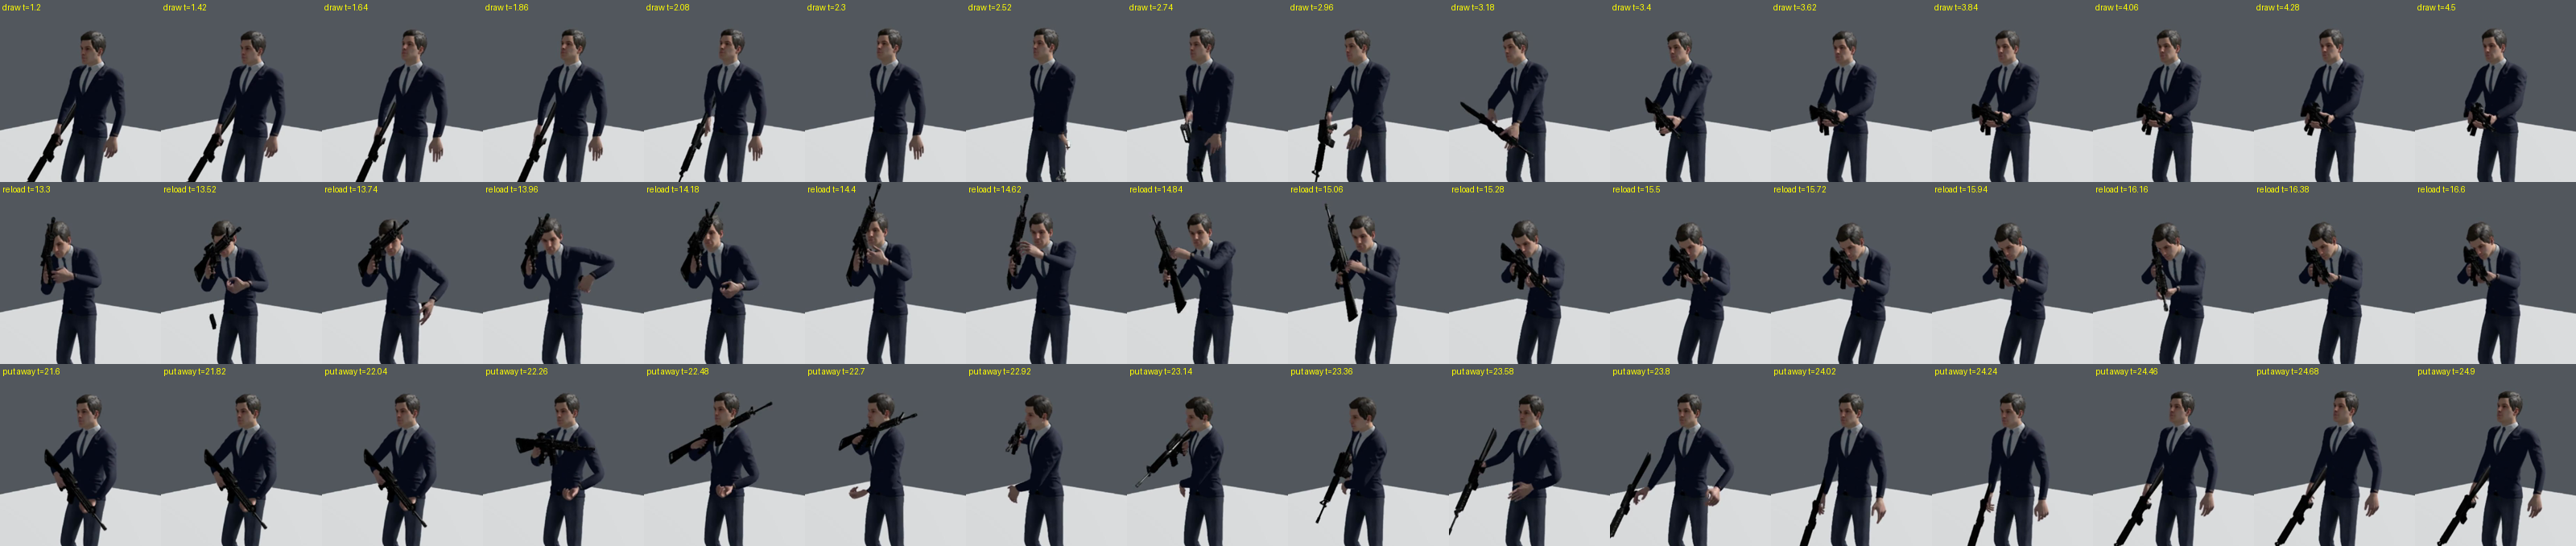 draw t=1.2
draw t=1.42
draw t=1.64
draw t=1.86
draw t=2.08
draw t=2.3
draw t=2.52
draw t=2.74
draw t=2.96
draw t=3.18
draw t=3.4
draw t=3.62
draw t=3.84
draw t=4.06
draw t=4.28
draw t=4.5
reload t=13.3
reload t=13.52
reload t=13.74
reload t=13.96
reload t=14.18
reload t=14.4
reload t=14.62
reload t=14.84
reload t=15.06
reload t=15.28
reload t=15.5
reload t=15.72
reload t=15.94
reload t=16.16
reload t=16.38
reload t=16.6
putaway t=21.6
putaway t=21.82
putaway t=22.04
putaway t=22.26
putaway t=22.48
putaway t=22.7
putaway t=22.92
putaway t=23.14
putaway t=23.36
putaway t=23.58
putaway t=23.8
putaway t=24.02
putaway t=24.24
putaway t=24.46
putaway t=24.68
putaway t=24.9